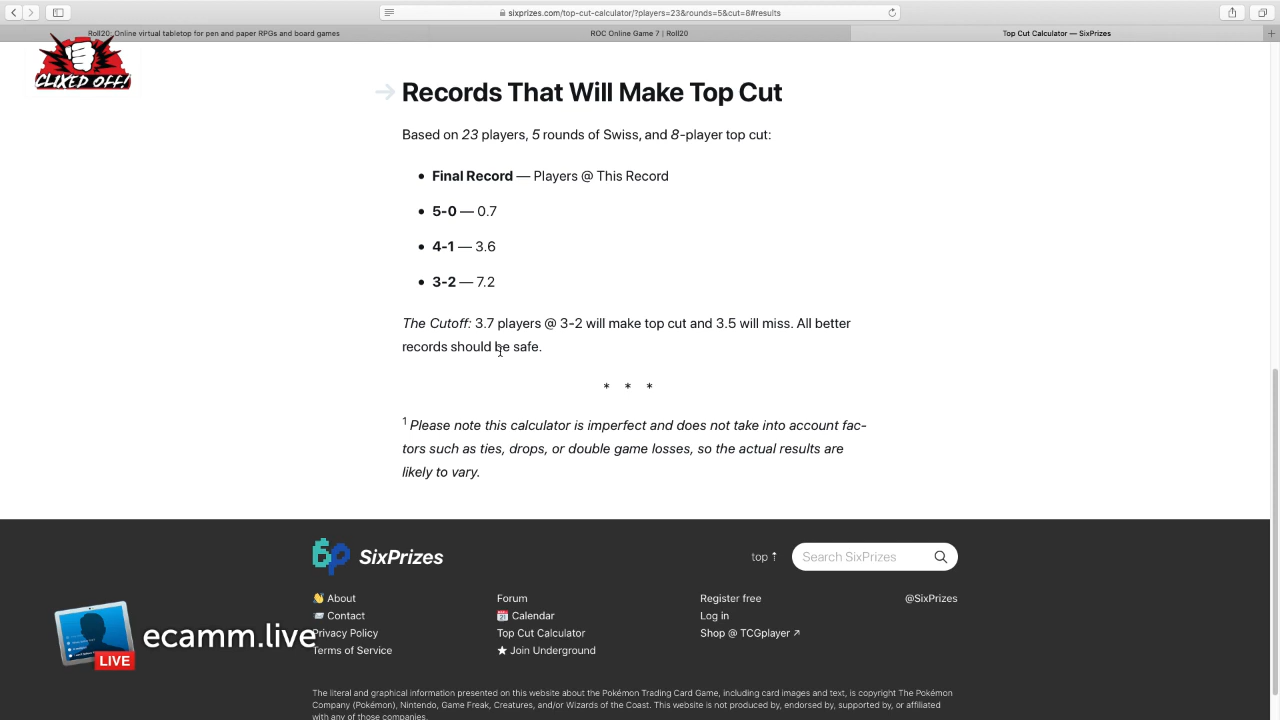 sixprizes.com/top-cut-calculator/?players=23&rounds=5&cut=8#results
Roll20: Online virtual tabletop for pen and paper RPGs and board games
ROC Online Game 7 | Roll20
Top Cut Calculator — SixPrizes
CLIXED OFF!
→ Records That Will Make Top Cut
Based on 23 players, 5 rounds of Swiss, and 8-player top cut:
• Final Record — Players @ This Record
• 5-0 — 0.7
• 4-1 — 3.6
• 3-2 — 7.2
The Cutoff: 3.7 players @ 3-2 will make top cut and 3.5 will miss. All better
records should be safe.
* * *
1 Please note this calculator is imperfect and does not take into account fac-
tors such as ties, drops, or double game losses, so the actual results are
likely to vary.
6P SixPrizes
top ⇡
Search SixPrizes
👋 About
📨 Contact
Privacy Policy
Terms of Service
Forum
📅 Calendar
Top Cut Calculator
★ Join Underground
Register free
Log in
Shop @ TCGplayer ↗
@SixPrizes
ecamm.live
LIVE
The literal and graphical information presented on this website about the Pokémon Trading Card Game, including card images and text, is copyright The Pokémon
Company (Pokémon), Nintendo, Game Freak, Creatures, and/or Wizards of the Coast. This website is not produced by, endorsed by, supported by, or affiliated
with any of those companies.